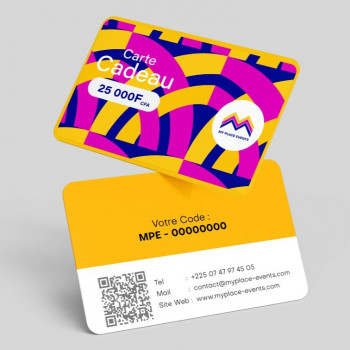 Carte
Cadeau
25 000F
CFA
MY PLACE EVENTS
Votre Code :
MPE - 00000000
Tel : +225 07 47 97 45 05
Mail : contact@myplace-events.com
Site Web : www.myplace-events.com